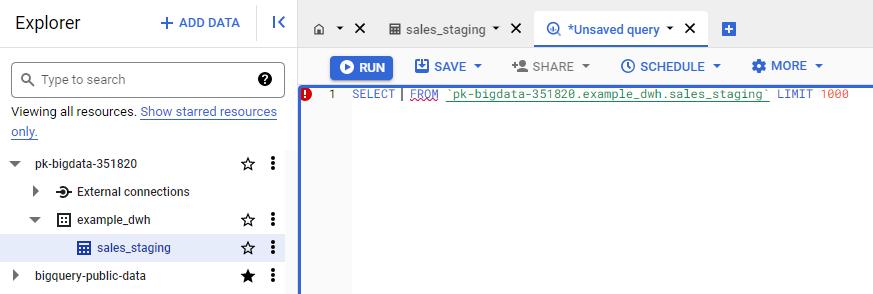 Explorer
+ ADD DATA
Type to search
?
Viewing all resources. Show starred resources
only.
pk-bigdata-351820
External connections
example_dwh
sales_staging
bigquery-public-data
sales_staging
*Unsaved query
RUN
SAVE
SHARE
SCHEDULE
MORE
1 SELECT FROM `pk-bigdata-351820.example_dwh.sales_staging` LIMIT 1000